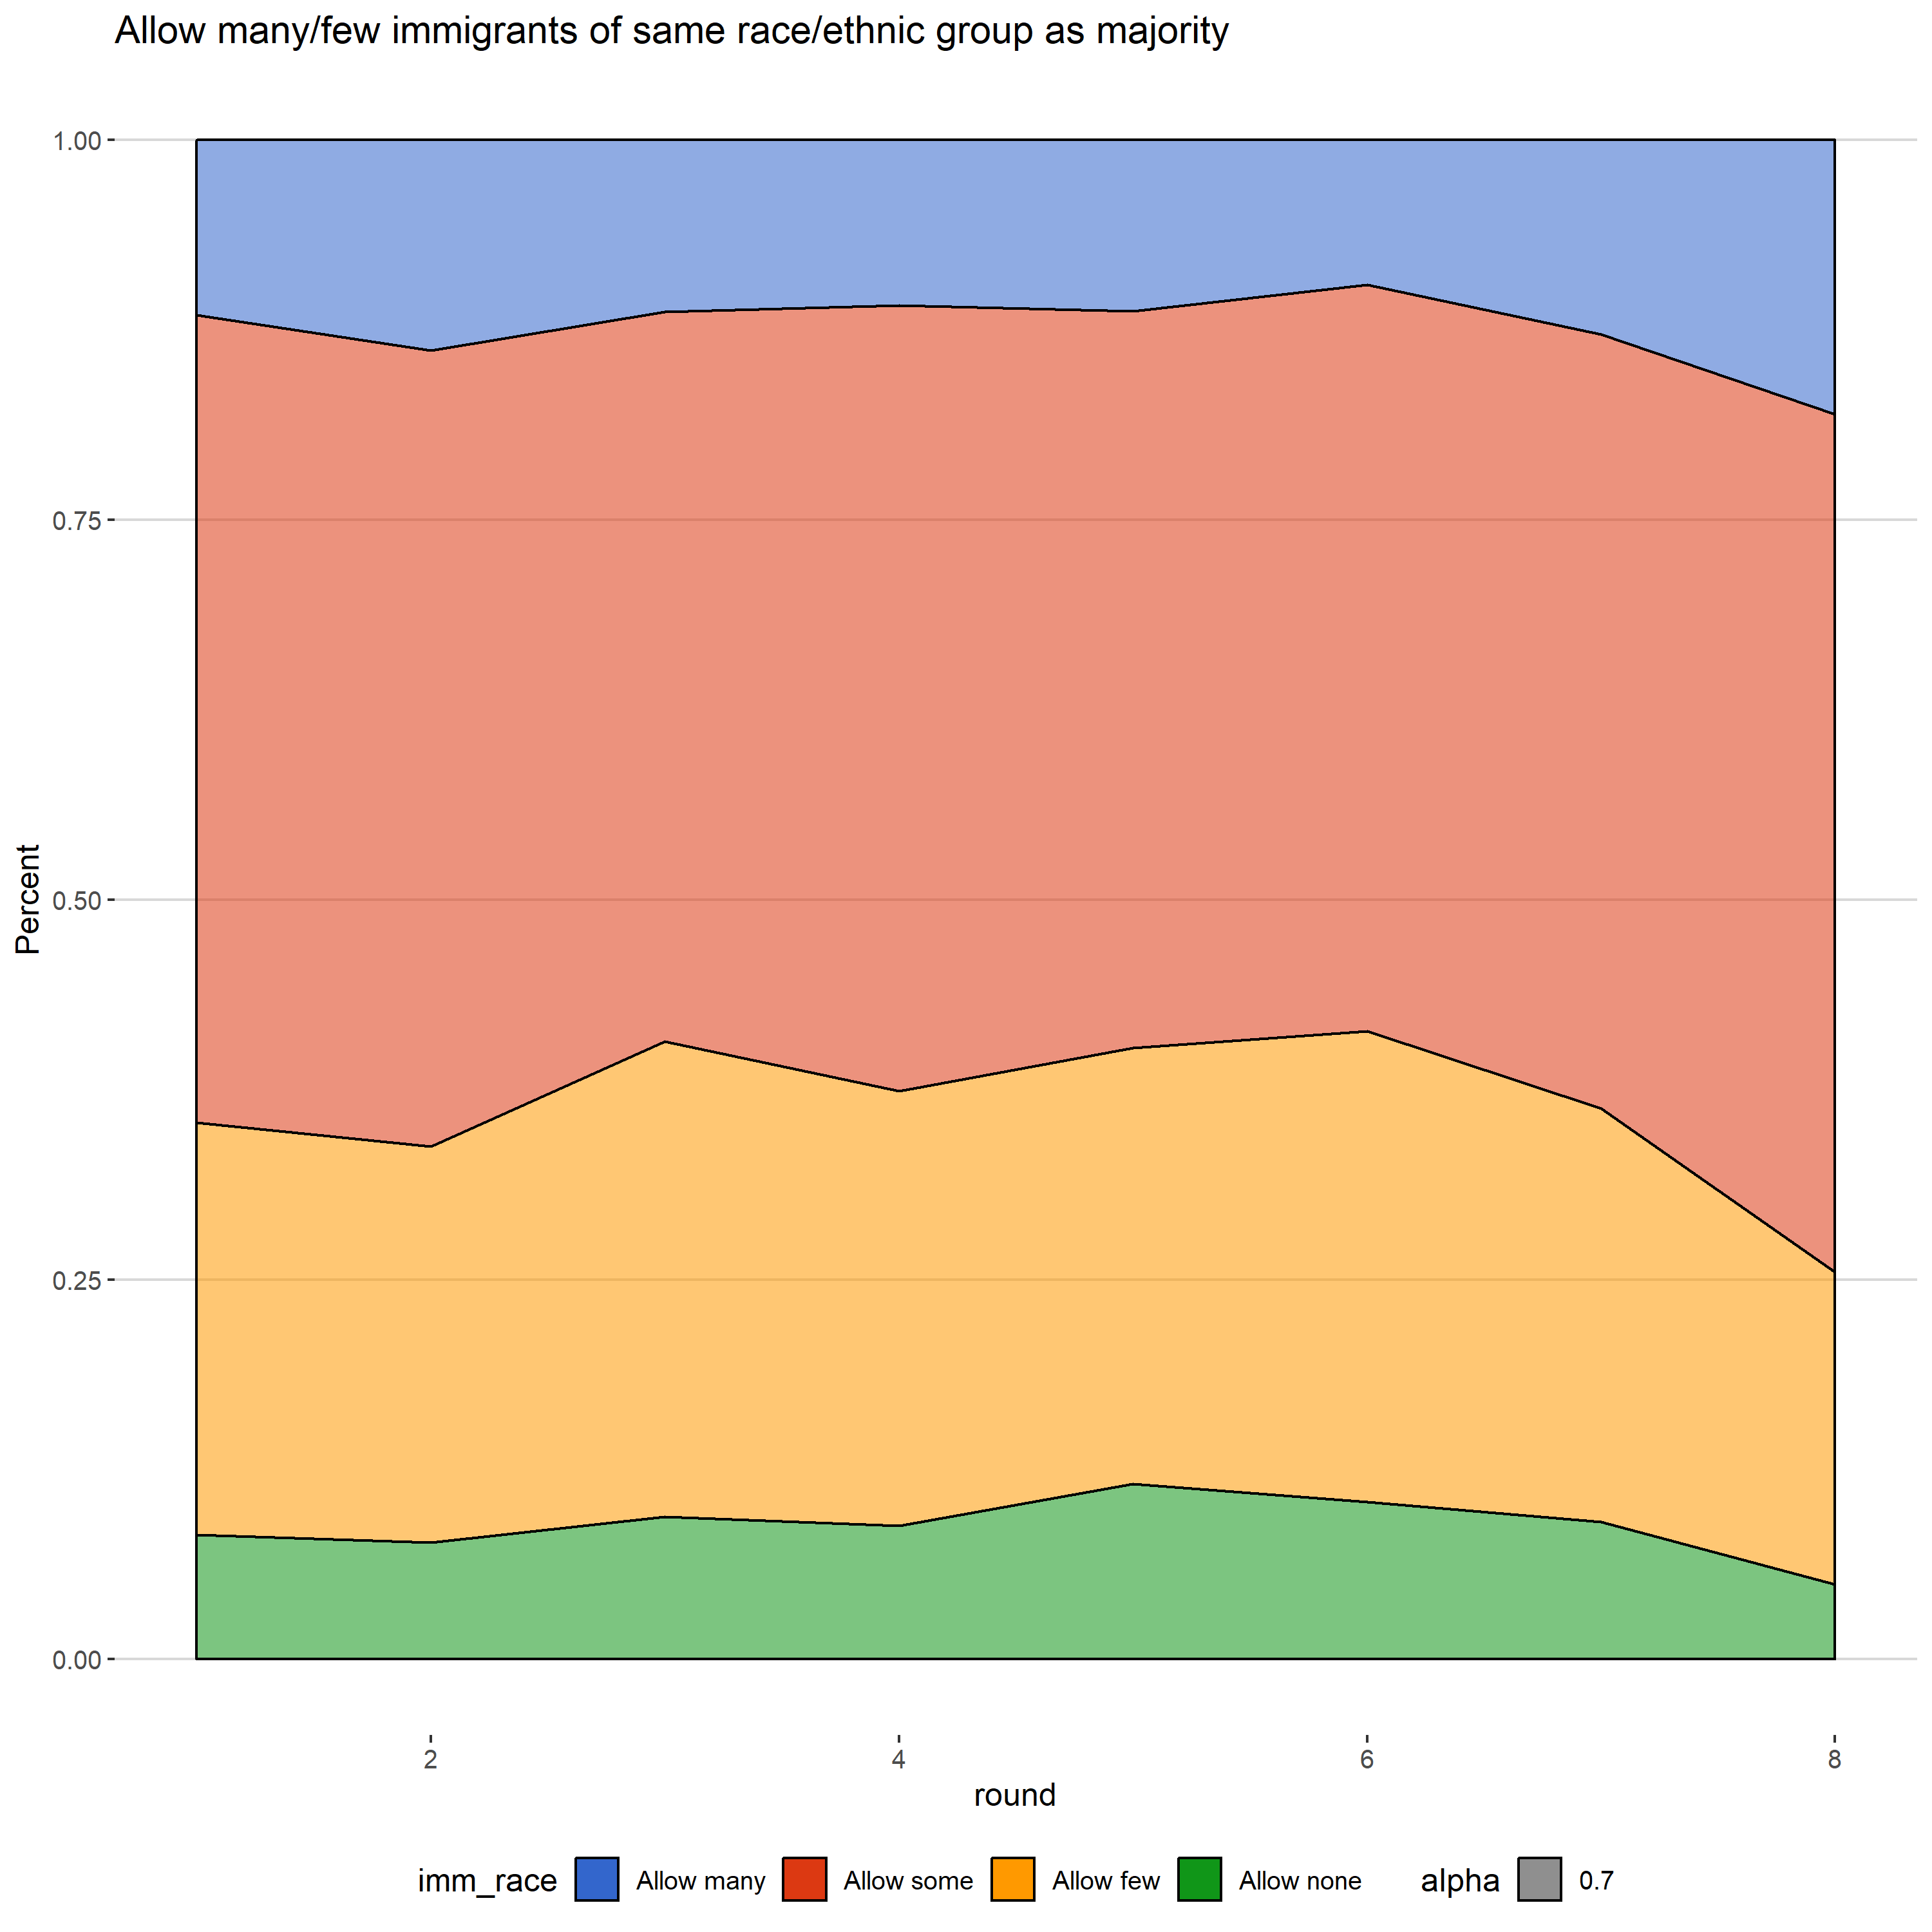 Allow many/few immigrants of same race/ethnic group as majority
1.00
0.75
0.50
0.25
0.00
Percent
2 4 6 8
round
imm_race Allow many Allow some Allow few Allow none alpha 0.7